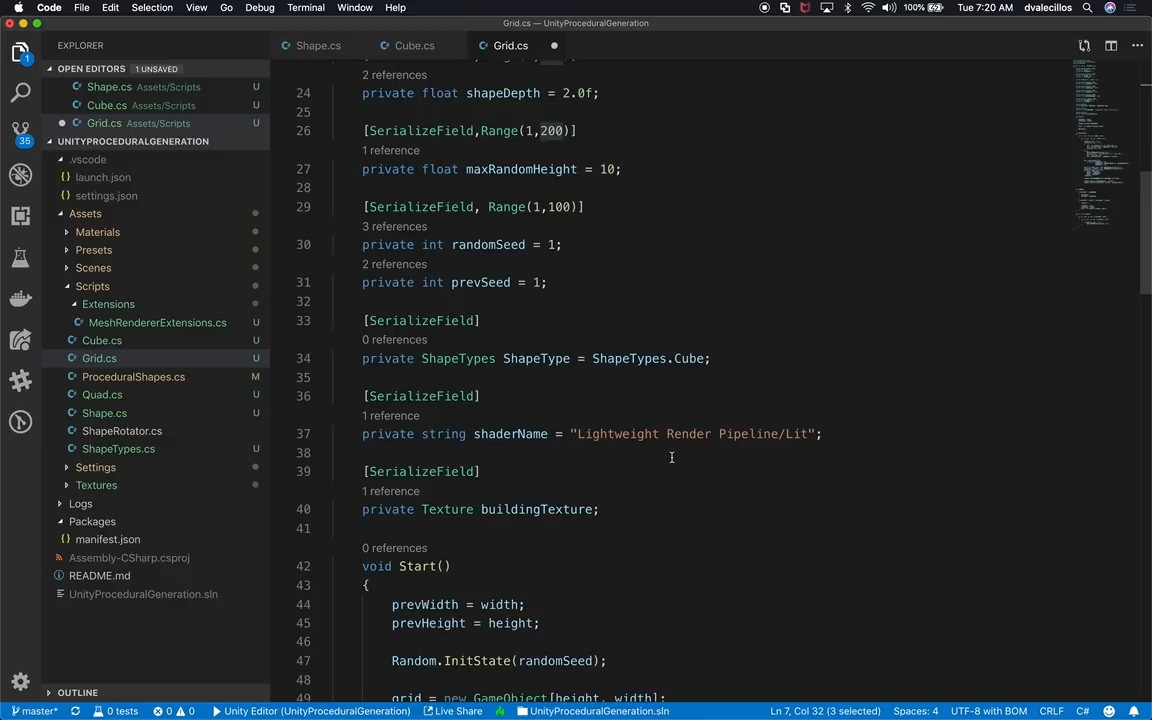 Code File Edit Selection View Go Debug Terminal Window Help 100% Tue 7:20 AM dvalecillos
Grid.cs — UnityProceduralGeneration
EXPLORER
Shape.cs Cube.cs Grid.cs
OPEN EDITORS 1 UNSAVED
Shape.cs Assets/Scripts U
Cube.cs Assets/Scripts U
Grid.cs Assets/Scripts U
UNITYPROCEDURALGENERATION
.vscode
launch.json
settings.json
Assets
Materials
Presets
Scenes
Scripts
Extensions
MeshRendererExtensions.cs U
Cube.cs U
Grid.cs U
ProceduralShapes.cs M
Quad.cs U
Shape.cs U
ShapeRotator.cs
ShapeTypes.cs U
Settings
Textures
Logs
Packages
manifest.json
Assembly-CSharp.csproj
README.md
UnityProceduralGeneration.sln
OUTLINE
1
35
2 references
24 private float shapeDepth = 2.0f;
25
26 [SerializeField,Range(1,200)]
1 reference
27 private float maxRandomHeight = 10;
28
29 [SerializeField, Range(1,100)]
3 references
30 private int randomSeed = 1;
2 references
31 private int prevSeed = 1;
32
33 [SerializeField]
0 references
34 private ShapeTypes ShapeType = ShapeTypes.Cube;
35
36 [SerializeField]
1 reference
37 private string shaderName = "Lightweight Render Pipeline/Lit";
38
39 [SerializeField]
1 reference
40 private Texture buildingTexture;
41
0 references
42 void Start()
43 {
44 prevWidth = width;
45 prevHeight = height;
46
47 Random.InitState(randomSeed);
48
49 grid = new GameObject[height, width];
master* 0 tests 0 0 Unity Editor (UnityProceduralGeneration) Live Share UnityProceduralGeneration.sln Ln 7, Col 32 (3 selected) Spaces: 4 UTF-8 with BOM CRLF C#